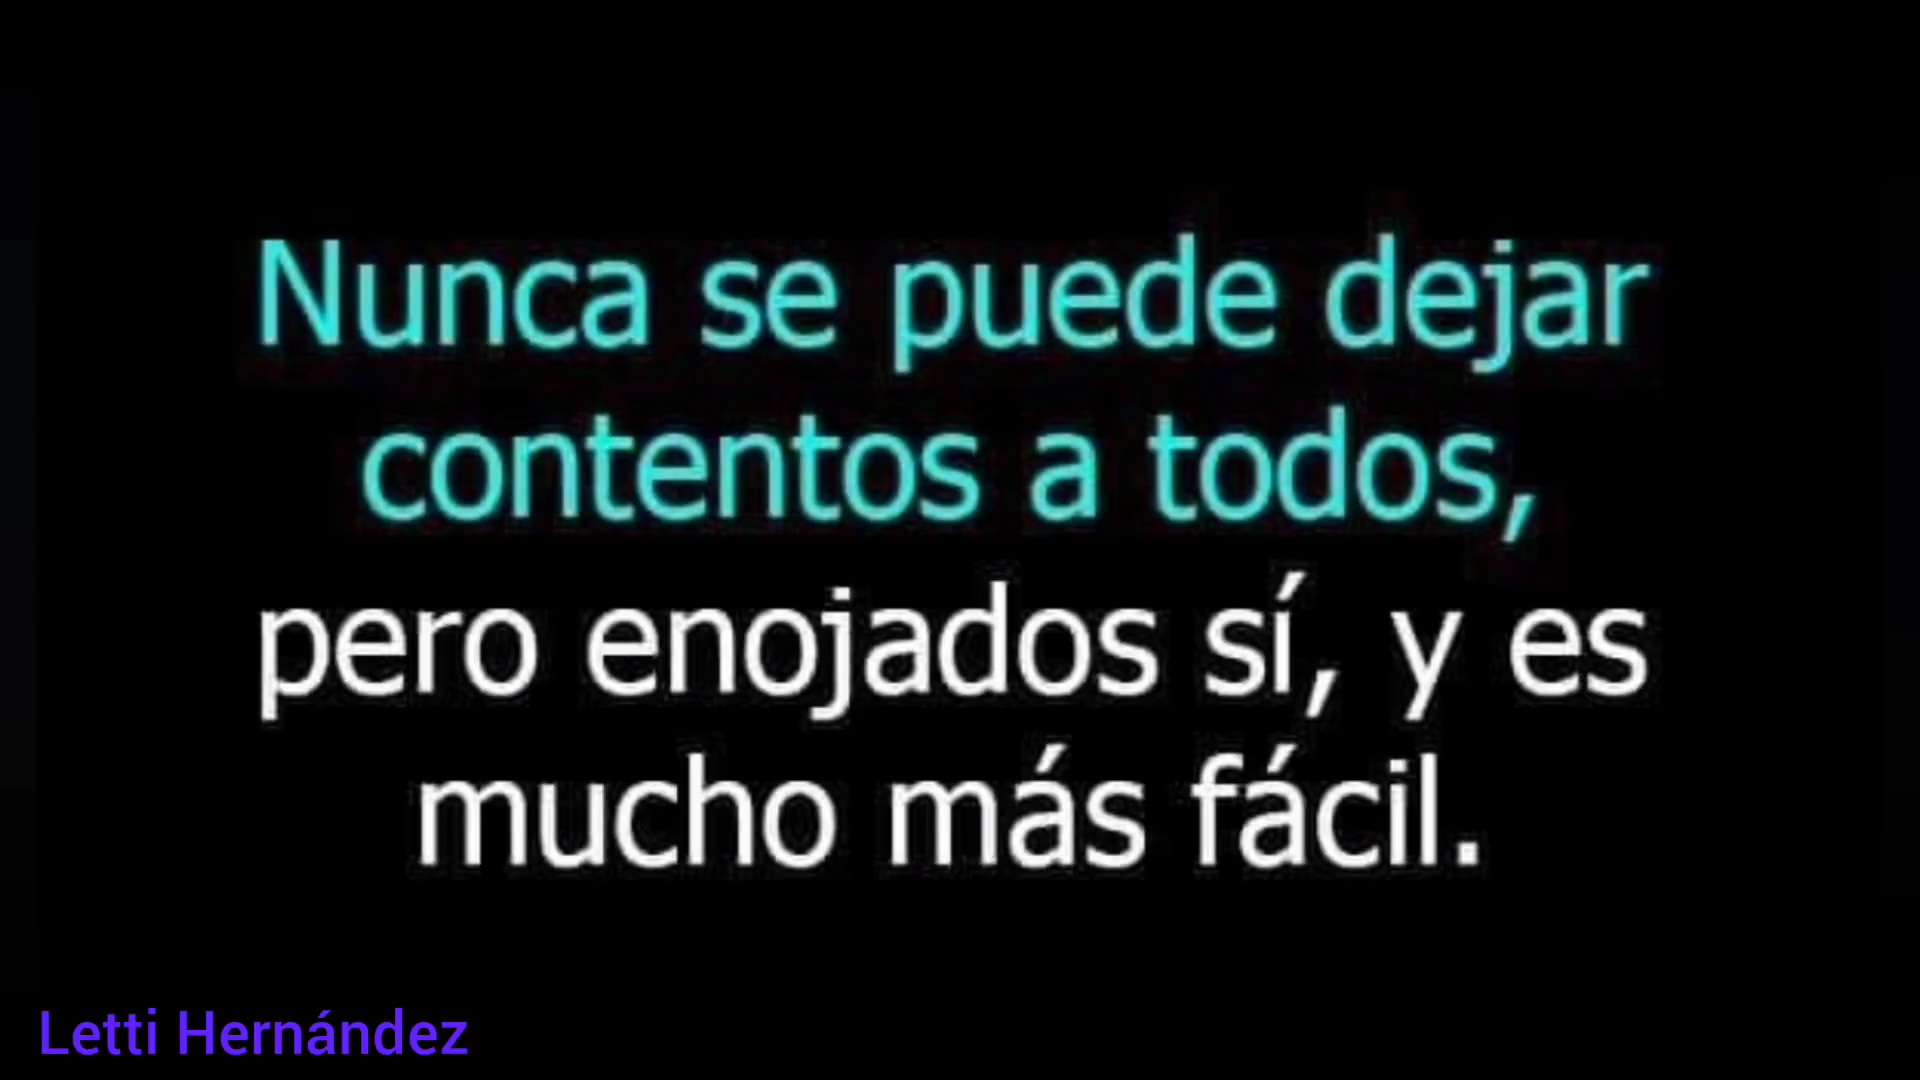 Nunca se puede dejar
contentos a todos,
pero enojados sí, y es
mucho más fácil.
Letti Hernández